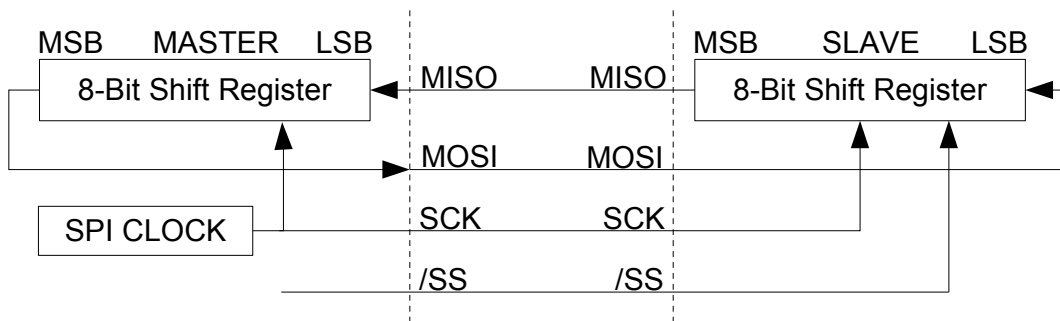 MSB MASTER LSB MSB SLAVE LSB
8-Bit Shift Register MISO MISO 8-Bit Shift Register
MOSI MOSI
SPI CLOCK SCK SCK
/SS /SS